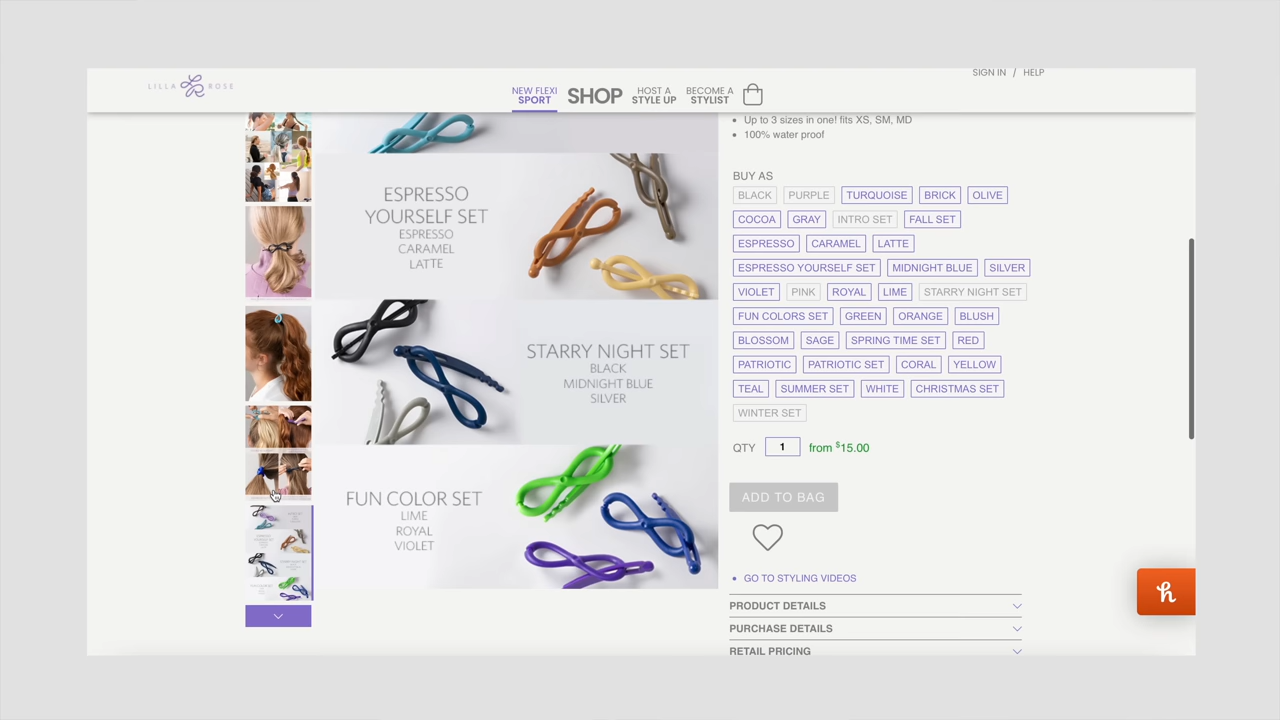 SIGN IN / HELP
LILLA ROSE
NEW FLEXI
SPORT
SHOP
HOST A
STYLE UP
BECOME A
STYLIST
Up to 3 sizes in one! fits XS, SM, MD
100% water proof
ESPRESSO
YOURSELF SET
ESPRESSO
CARAMEL
LATTE
STARRY NIGHT SET
BLACK
MIDNIGHT BLUE
SILVER
FUN COLOR SET
LIME
ROYAL
VIOLET
BUY AS
BLACK PURPLE TURQUOISE BRICK OLIVE
COCOA GRAY INTRO SET FALL SET
ESPRESSO CARAMEL LATTE
ESPRESSO YOURSELF SET MIDNIGHT BLUE SILVER
VIOLET PINK ROYAL LIME STARRY NIGHT SET
FUN COLORS SET GREEN ORANGE BLUSH
BLOSSOM SAGE SPRING TIME SET RED
PATRIOTIC PATRIOTIC SET CORAL YELLOW
TEAL SUMMER SET WHITE CHRISTMAS SET
WINTER SET
QTY 1 from $15.00
ADD TO BAG
GO TO STYLING VIDEOS
PRODUCT DETAILS
PURCHASE DETAILS
RETAIL PRICING
h